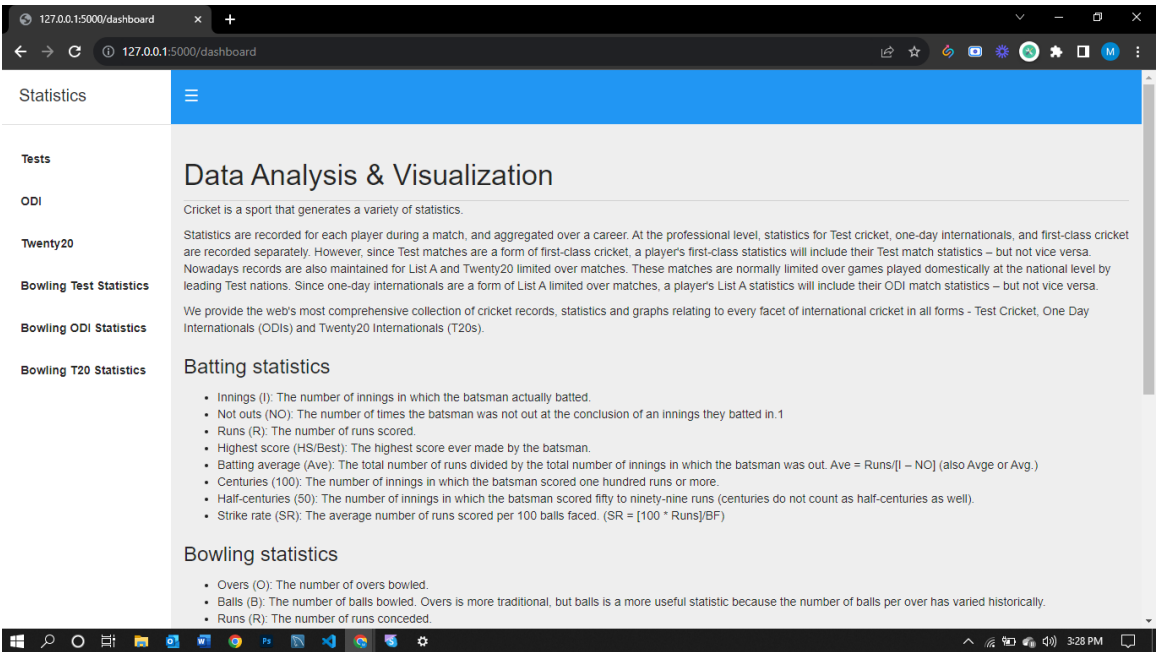 127.0.0.1:5000/dashboard
127.0.0.1:5000/dashboard
M
Statistics
☰
Tests
ODI
Twenty20
Bowling Test Statistics
Bowling ODI Statistics
Bowling T20 Statistics
Data Analysis & Visualization
Cricket is a sport that generates a variety of statistics.
Statistics are recorded for each player during a match, and aggregated over a career. At the professional level, statistics for Test cricket, one-day internationals, and first-class cricket
are recorded separately. However, since Test matches are a form of first-class cricket, a player's first-class statistics will include their Test match statistics – but not vice versa.
Nowadays records are also maintained for List A and Twenty20 limited over matches. These matches are normally limited over games played domestically at the national level by
leading Test nations. Since one-day internationals are a form of List A limited over matches, a player's List A statistics will include their ODI match statistics – but not vice versa.
We provide the web's most comprehensive collection of cricket records, statistics and graphs relating to every facet of international cricket in all forms - Test Cricket, One Day
Internationals (ODIs) and Twenty20 Internationals (T20s).
Batting statistics
• Innings (I): The number of innings in which the batsman actually batted.
• Not outs (NO): The number of times the batsman was not out at the conclusion of an innings they batted in.1
• Runs (R): The number of runs scored.
• Highest score (HS/Best): The highest score ever made by the batsman.
• Batting average (Ave): The total number of runs divided by the total number of innings in which the batsman was out. Ave = Runs/[I – NO] (also Avge or Avg.)
• Centuries (100): The number of innings in which the batsman scored one hundred runs or more.
• Half-centuries (50): The number of innings in which the batsman scored fifty to ninety-nine runs (centuries do not count as half-centuries as well).
• Strike rate (SR): The average number of runs scored per 100 balls faced. (SR = [100 * Runs]/BF)
Bowling statistics
• Overs (O): The number of overs bowled.
• Balls (B): The number of balls bowled. Overs is more traditional, but balls is a more useful statistic because the number of balls per over has varied historically.
• Runs (R): The number of runs conceded.
Ps
3:28 PM